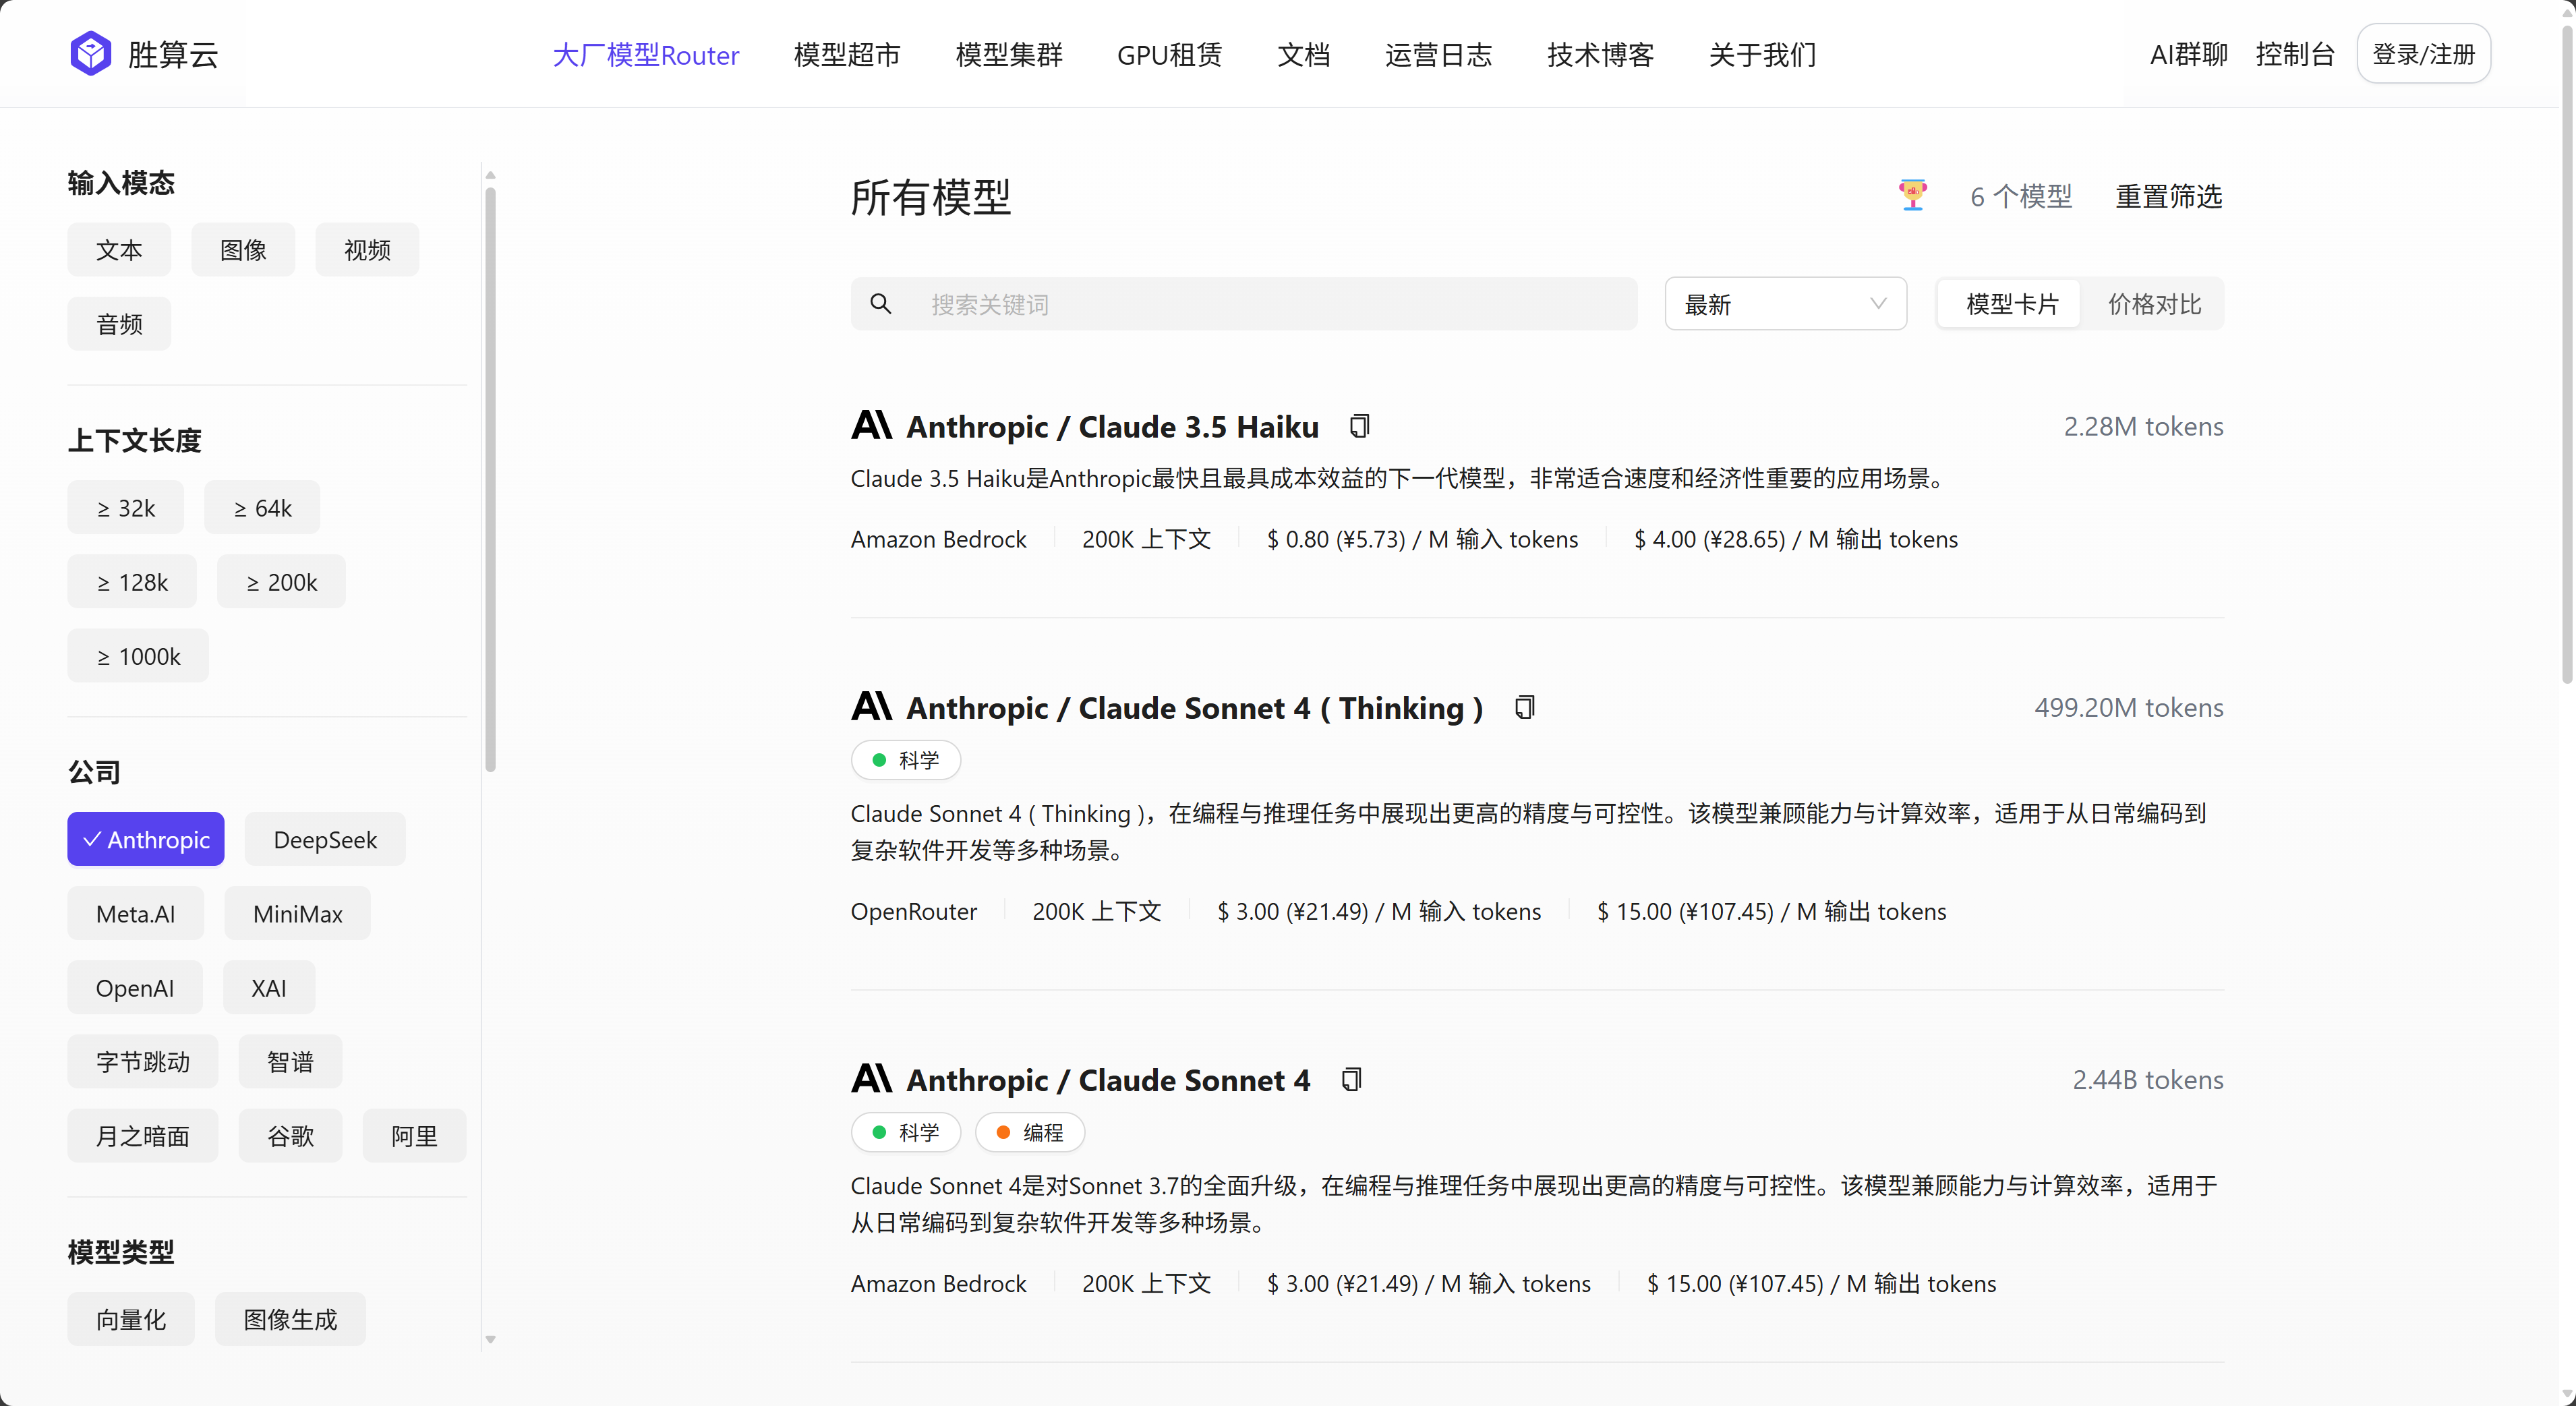 胜算云
大厂模型Router 模型超市 模型集群 GPU租赁 文档 运营日志 技术博客 关于我们
AI群聊 控制台 登录/注册
输入模态
文本 图像 视频
音频
上下文长度
≥ 32k ≥ 64k
≥ 128k ≥ 200k
≥ 1000k
公司
Anthropic DeepSeek
Meta.AI MiniMax
OpenAI XAI
字节跳动 智谱
月之暗面 谷歌 阿里
模型类型
向量化 图像生成
所有模型
6 个模型 重置筛选
搜索关键词 最新 模型卡片 价格对比
Anthropic / Claude 3.5 Haiku 2.28M tokens
Claude 3.5 Haiku是Anthropic最快且最具成本效益的下一代模型，非常适合速度和经济性重要的应用场景。
Amazon Bedrock 200K 上下文 $ 0.80 (¥5.73) / M 输入 tokens $ 4.00 (¥28.65) / M 输出 tokens
Anthropic / Claude Sonnet 4 ( Thinking ) 499.20M tokens
科学
Claude Sonnet 4 ( Thinking )，在编程与推理任务中展现出更高的精度与可控性。该模型兼顾能力与计算效率，适用于从日常编码到
复杂软件开发等多种场景。
OpenRouter 200K 上下文 $ 3.00 (¥21.49) / M 输入 tokens $ 15.00 (¥107.45) / M 输出 tokens
Anthropic / Claude Sonnet 4 2.44B tokens
科学 编程
Claude Sonnet 4是对Sonnet 3.7的全面升级，在编程与推理任务中展现出更高的精度与可控性。该模型兼顾能力与计算效率，适用于
从日常编码到复杂软件开发等多种场景。
Amazon Bedrock 200K 上下文 $ 3.00 (¥21.49) / M 输入 tokens $ 15.00 (¥107.45) / M 输出 tokens